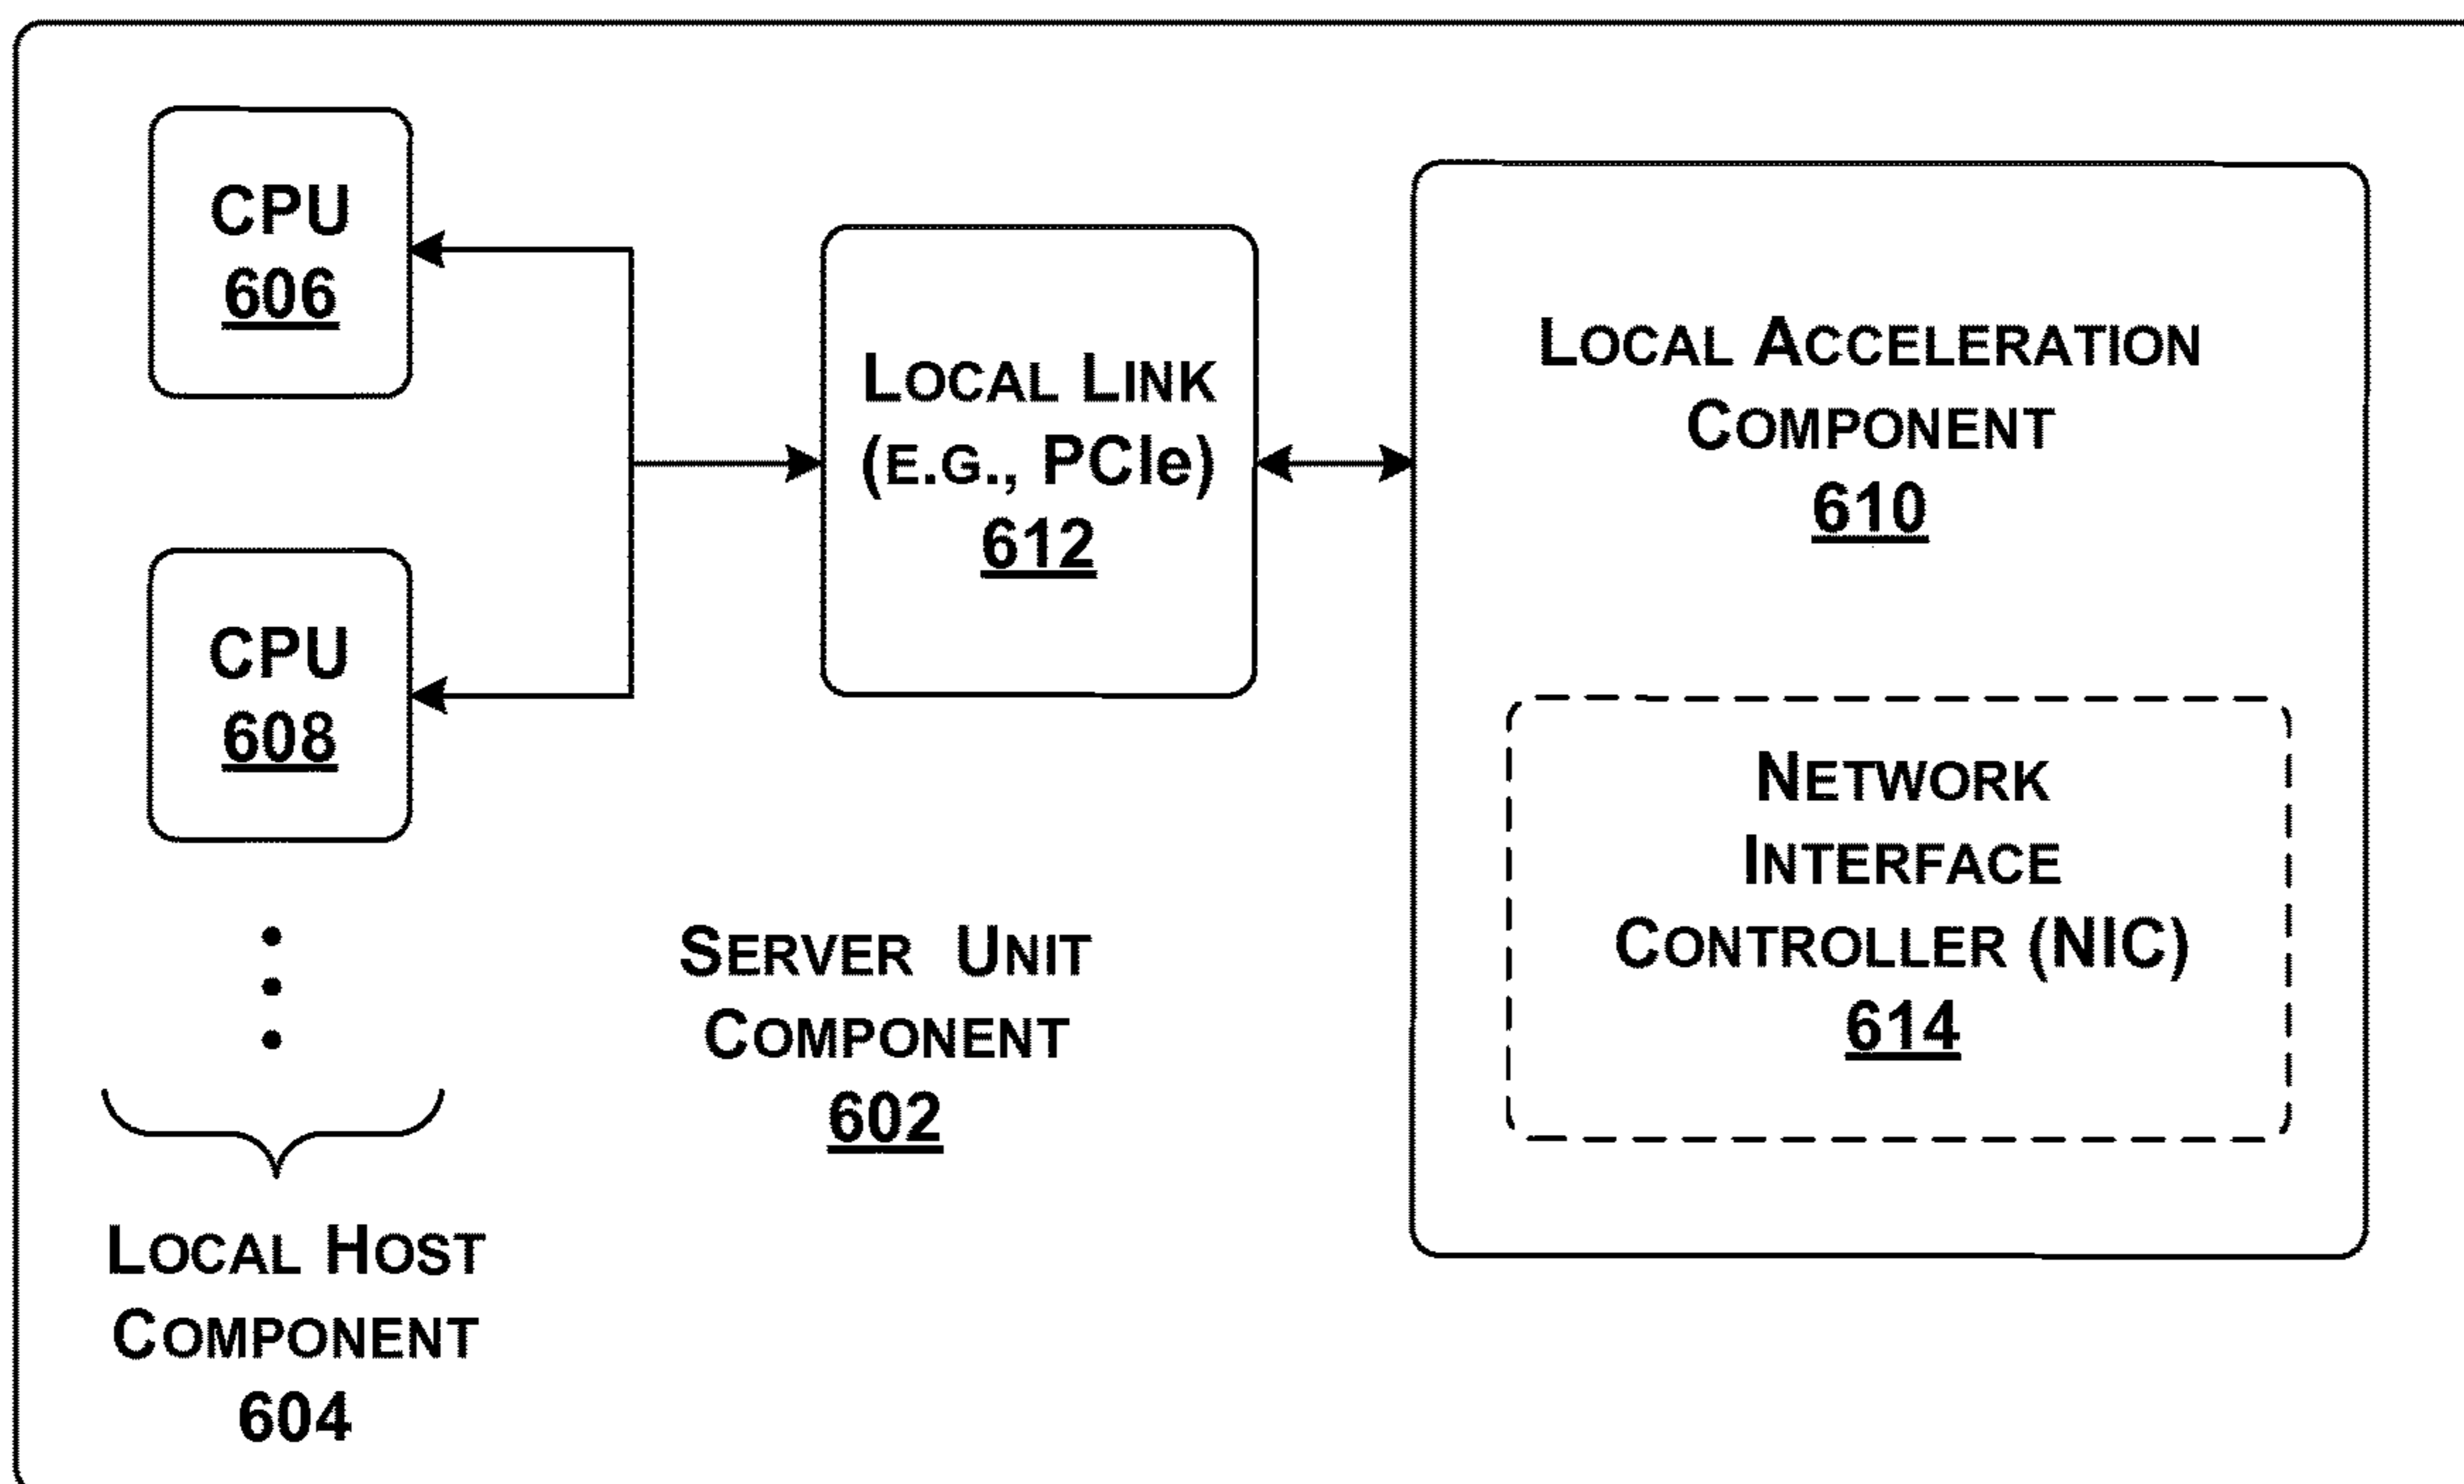 CPU
606
CPU
608
LOCAL LINK
(E.G., PCIe)
612
LOCAL ACCELERATION
COMPONENT
610
NETWORK
INTERFACE
CONTROLLER (NIC)
614
SERVER UNIT
COMPONENT
602
LOCAL HOST
COMPONENT
604